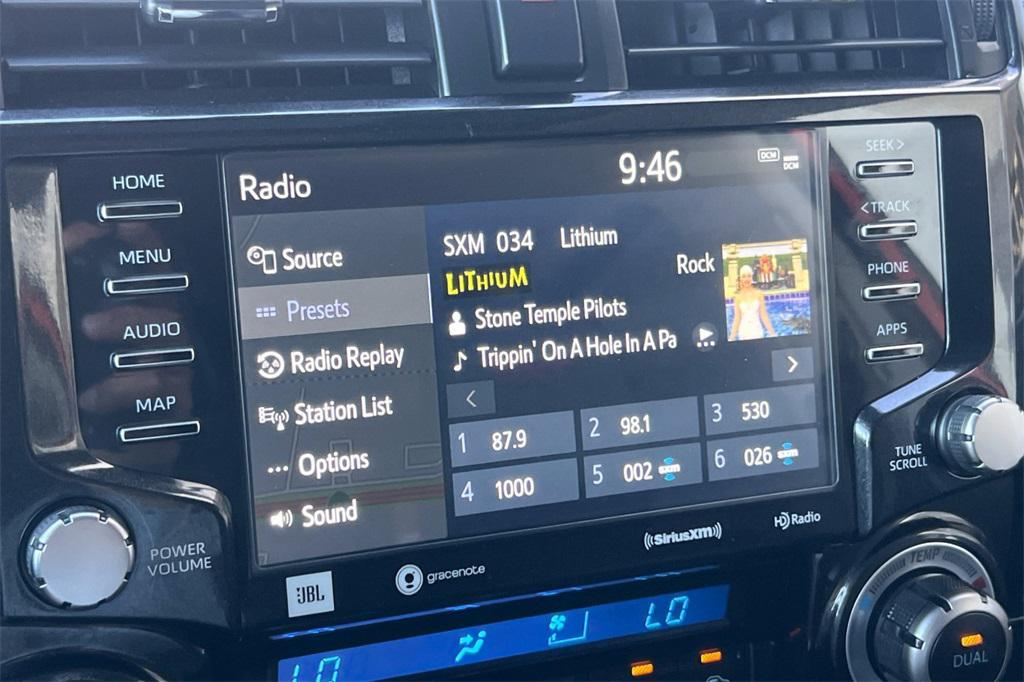 HOME
MENU
AUDIO
MAP
POWER
VOLUME
Radio
9:46
DCM
DCM
Source
Presets
Radio Replay
Station List
Options
Sound
SXM 034 Lithium
LITHIUM
Rock
Stone Temple Pilots
Trippin' On A Hole In A Pa
<
>
1 87.9
2 98.1
3 530
4 1000
5 002 sxm
6 026 sxm
SEEK >
< TRACK
PHONE
APPS
TUNE
SCROLL
JBL
gracenote
((SiriusXM))
HD Radio
LO
LO
TEMP
DUAL